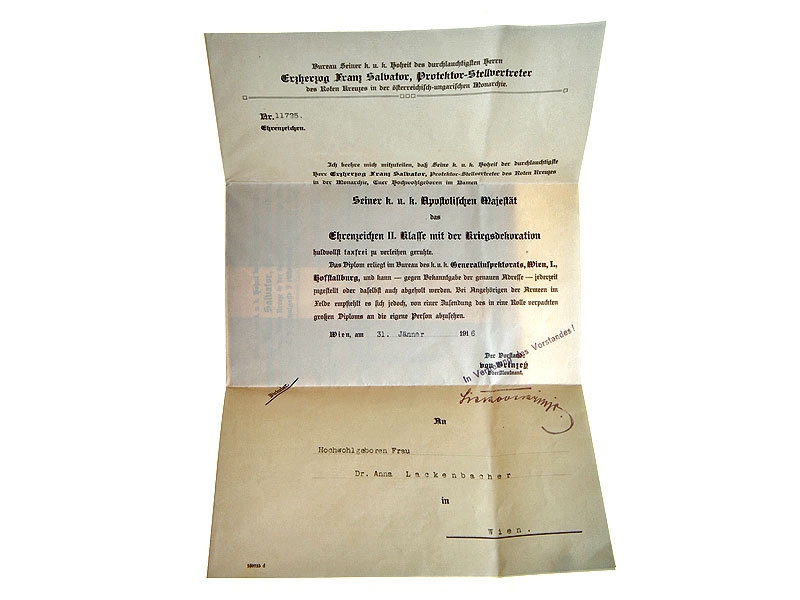 Bureau Seiner k. u. k. Hoheit des durchlauchtigsten Herrn
Erzherzog Franz Salvator, Protektor-Stellvertreter
des Roten Kreuzes in der österreichisch-ungarischen Monarchie.
Nr. 11725.
Ehrenzeichen.
Ich beehre mich mitzuteilen, daß Seine k. u. k. Hoheit der durchlauchtigste
Herr Erzherzog Franz Salvator, Protektor-Stellvertreter des Roten Kreuzes
in der Monarchie, Euer Hochwohlgeboren im Namen
Seiner k. u. k. Apostolischen Majestät
das
Ehrenzeichen II. Klasse mit der Kriegsdekoration
huldvollst taxfrei zu verleihen geruhte.
Das Diplom erliegt im Bureau des k. u. k. Generalinspektorats, Wien, I.,
Hofstallburg, und kann — gegen Bekanntgabe der genauen Adresse — jederzeit
zugestellt oder daselbst auch abgeholt werden. Bei Angehörigen der Armeen im
Felde empfiehlt es sich jedoch, von einer Zusendung des in eine Rolle verpackten
großen Diploms an die eigene Person abzusehen.
Wien, am 31. Jänner 1916
Der Vorstand:
von
Oberstleutnant.
In Vertretung des Vorstandes!
An
Hochwohlgeboren Frau
Dr. Anna Lackenbacher
in
Wien.